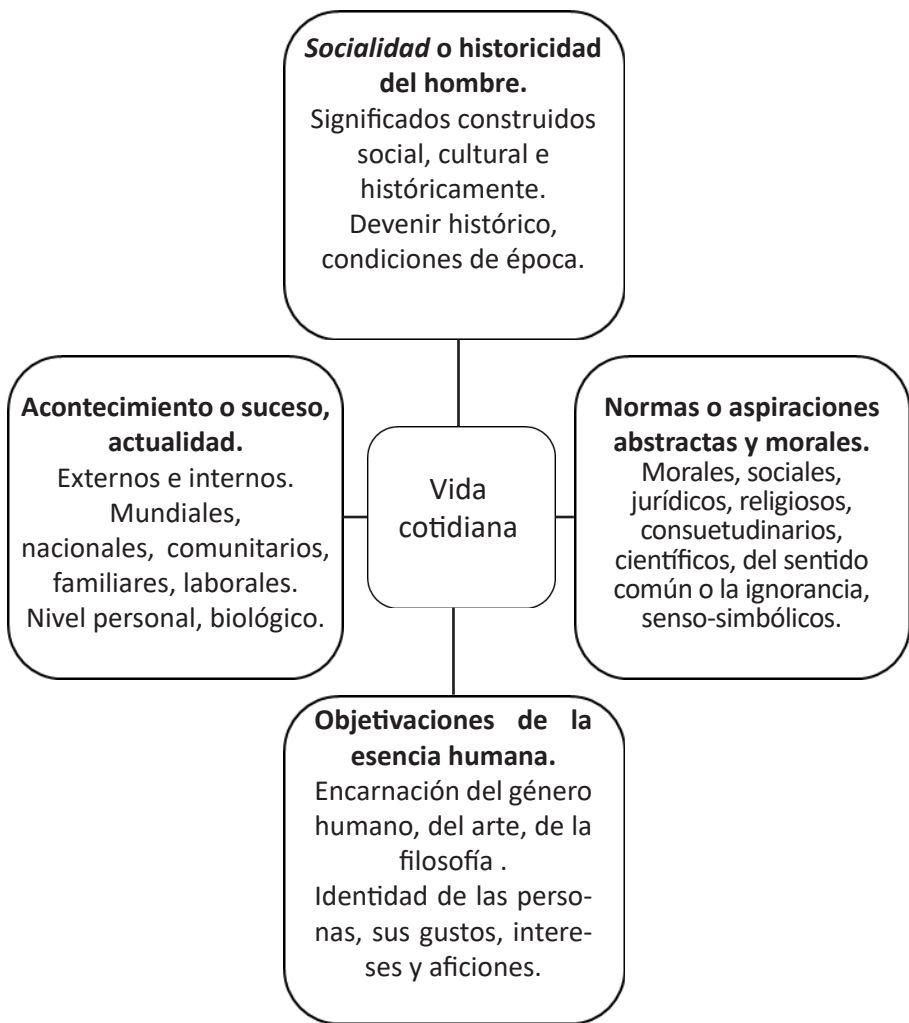 Socialidad o historicidad
del hombre.
Significados construidos
social, cultural e
históricamente.
Devenir histórico,
condiciones de época.
Acontecimiento o suceso,
actualidad.
Externos e internos.
Mundiales,
nacionales, comunitarios,
familiares, laborales.
Nivel personal, biológico.
Vida
cotidiana
Normas o aspiraciones
abstractas y morales.
Morales, sociales,
jurídicos, religiosos,
consuetudinarios,
científicos, del sentido
común o la ignorancia,
senso-simbólicos.
Objetivaciones de la
esencia humana.
Encarnación del género
humano, del arte, de la
filosofía .
Identidad de las perso-
nas, sus gustos, intere-
ses y aficiones.